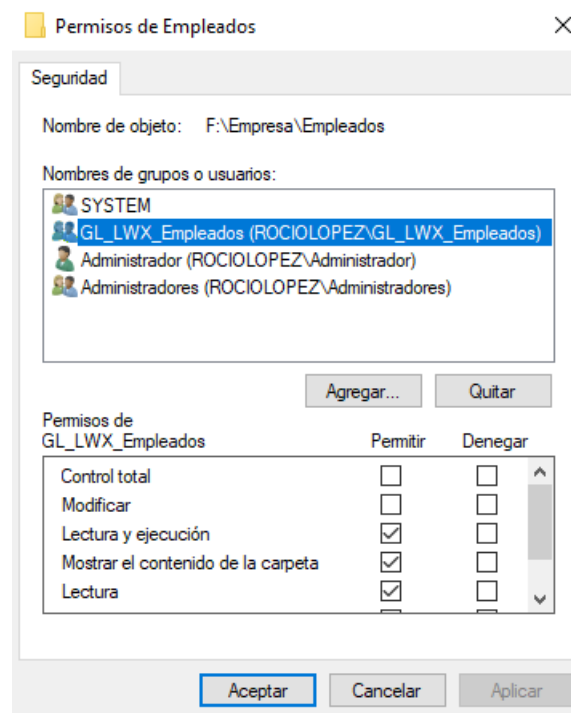 Permisos de Empleados
Seguridad
Nombre de objeto: F:\Empresa\Empleados
Nombres de grupos o usuarios:
SYSTEM
GL_LWX_Empleados (ROCIOLOPEZ\GL_LWX_Empleados)
Administrador (ROCIOLOPEZ\Administrador)
Administradores (ROCIOLOPEZ\Administradores)
Agregar... Quitar
Permisos de
GL_LWX_Empleados Permitir Denegar
Control total
Modificar
Lectura y ejecución
Mostrar el contenido de la carpeta
Lectura
Aceptar Cancelar Aplicar